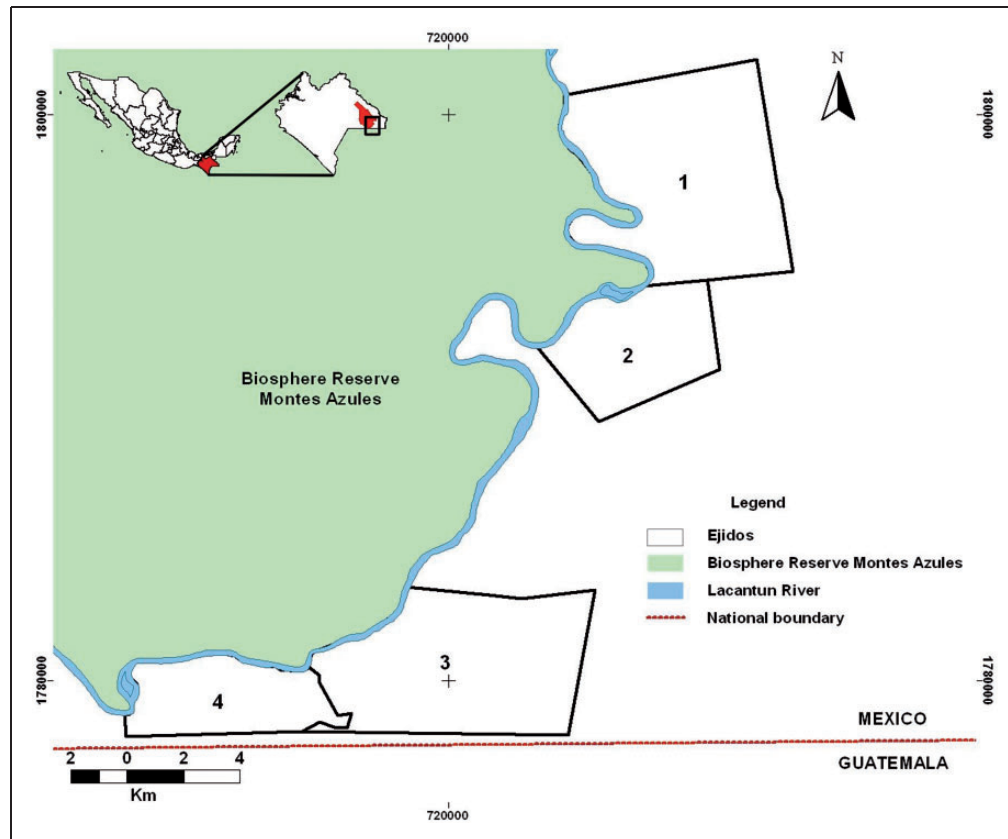 720000
N
1800000
1800000
1
2
Biosphere Reserve
Montes Azules
Legend
Ejidos
Biosphere Reserve Montes Azules
Lacantun River
National boundary
3
4
1780000
1780000
MEXICO
GUATEMALA
2 0 2 4
Km
720000